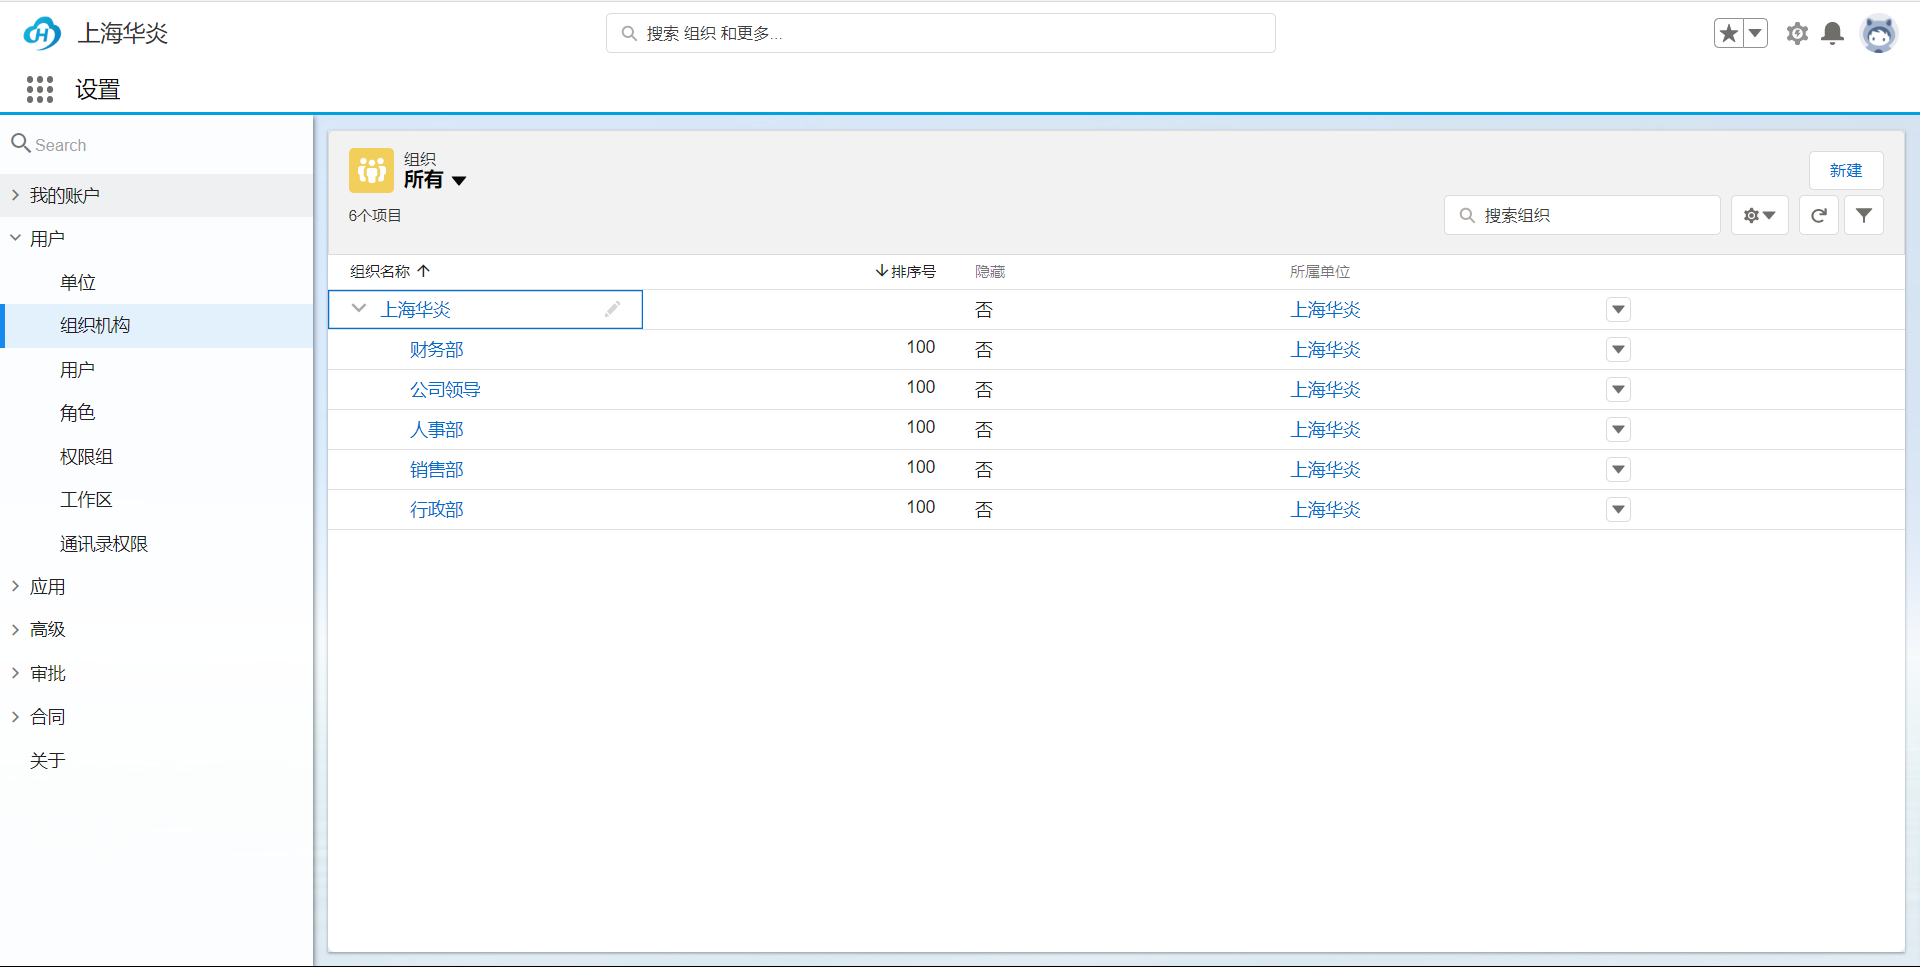 上海华炎
搜索 组织 和更多...
设置
Search
我的账户
用户
单位
组织机构
用户
角色
权限组
工作区
通讯录权限
应用
高级
审批
合同
关于
组织
所有
6个项目
新建
搜索组织
组织名称 排序号 隐藏 所属单位
上海华炎 否 上海华炎
财务部 100 否 上海华炎
公司领导 100 否 上海华炎
人事部 100 否 上海华炎
销售部 100 否 上海华炎
行政部 100 否 上海华炎